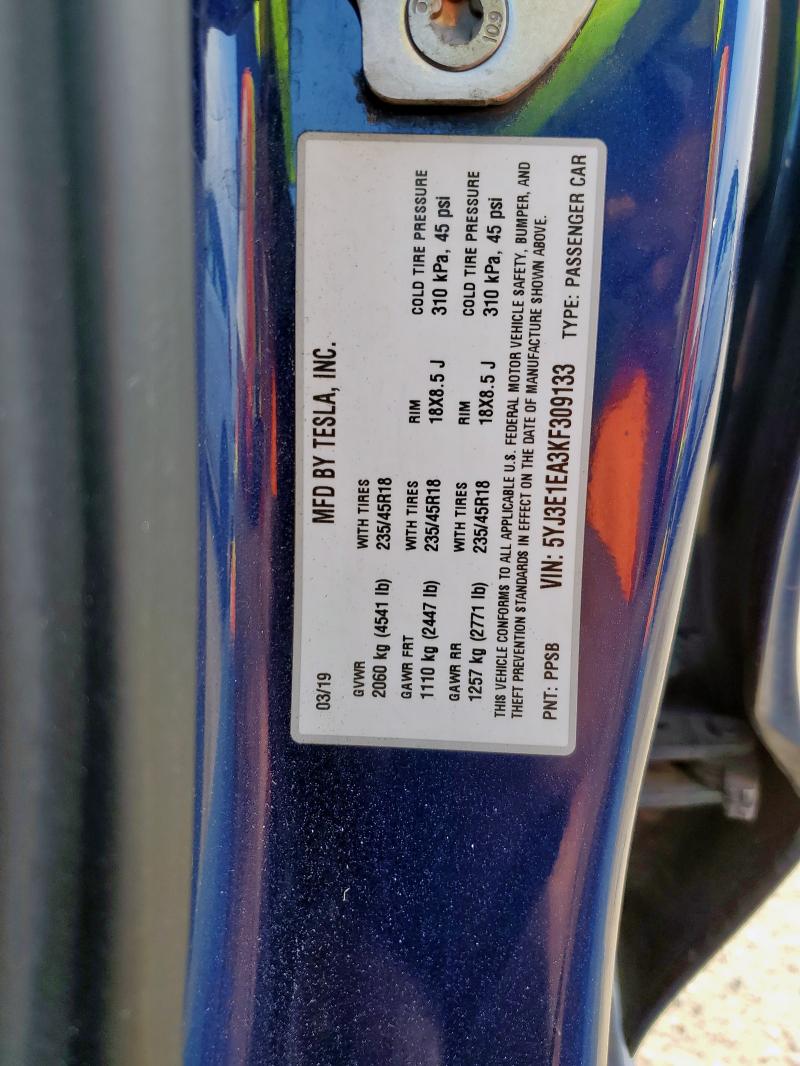 10.9
03/19 MFD BY TESLA, INC.
GVWR WITH TIRES
2060 kg (4541 lb) 235/45R18
GAWR FRT WITH TIRES RIM COLD TIRE PRESSURE
1110 kg (2447 lb) 235/45R18 18X8.5 J 310 kPa, 45 psi
GAWR RR WITH TIRES RIM COLD TIRE PRESSURE
1257 kg (2771 lb) 235/45R18 18X8.5 J 310 kPa, 45 psi
THIS VEHICLE CONFORMS TO ALL APPLICABLE U.S. FEDERAL MOTOR VEHICLE SAFETY, BUMPER, AND
THEFT PREVENTION STANDARDS IN EFFECT ON THE DATE OF MANUFACTURE SHOWN ABOVE.
PNT: PPSB VIN: 5YJ3E1EA3KF309133 TYPE: PASSENGER CAR